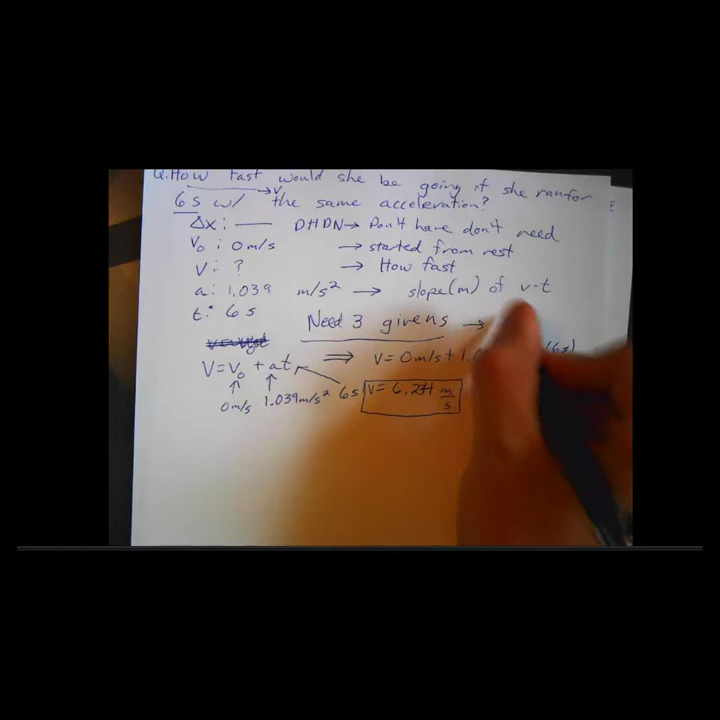 Q. How fast would she be going if she ran for
6 s w/ → v the same acceleration?
Δx: — DHDN → Don't have don't need
V₀: 0 m/s → started from rest
V: ? → How fast
a: 1.039 m/s² → slope (m) of v-t
t: 6 s
Need 3 givens →
V = V₀ + at ⇒ V = 0 m/s + 1.0 (6s)
0 m/s 1.039 m/s² 6 s V = 6.234 m/s